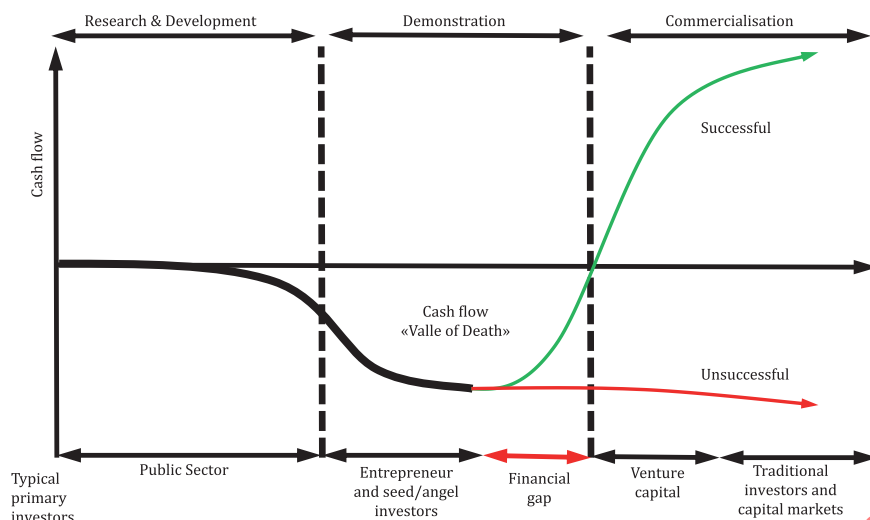 Research & Development
Demonstration
Commercialisation
Cash flow
Successful
Cash flow
«Valle of Death»
Unsuccessful
Typical
primary
investors
Public Sector
Entrepreneur
and seed/angel
investors
Financial
gap
Venture
capital
Traditional
investors and
capital markets